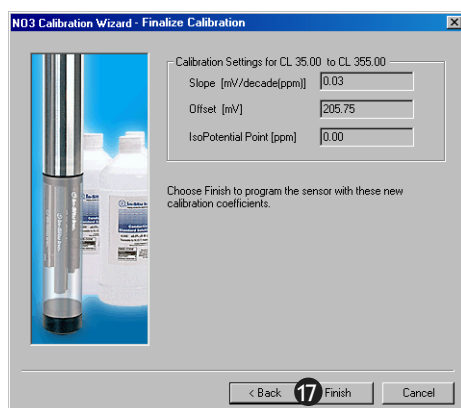 NO3 Calibration Wizard - Finalize Calibration
Calibration Settings for CL 35.00 to CL 355.00
Slope [mV/decade(ppm)] 0.03
Offset [mV] 205.75
IsoPotential Point [ppm] 0.00
Choose Finish to program the sensor with these new
calibration coefficients.
< Back 17 Finish Cancel